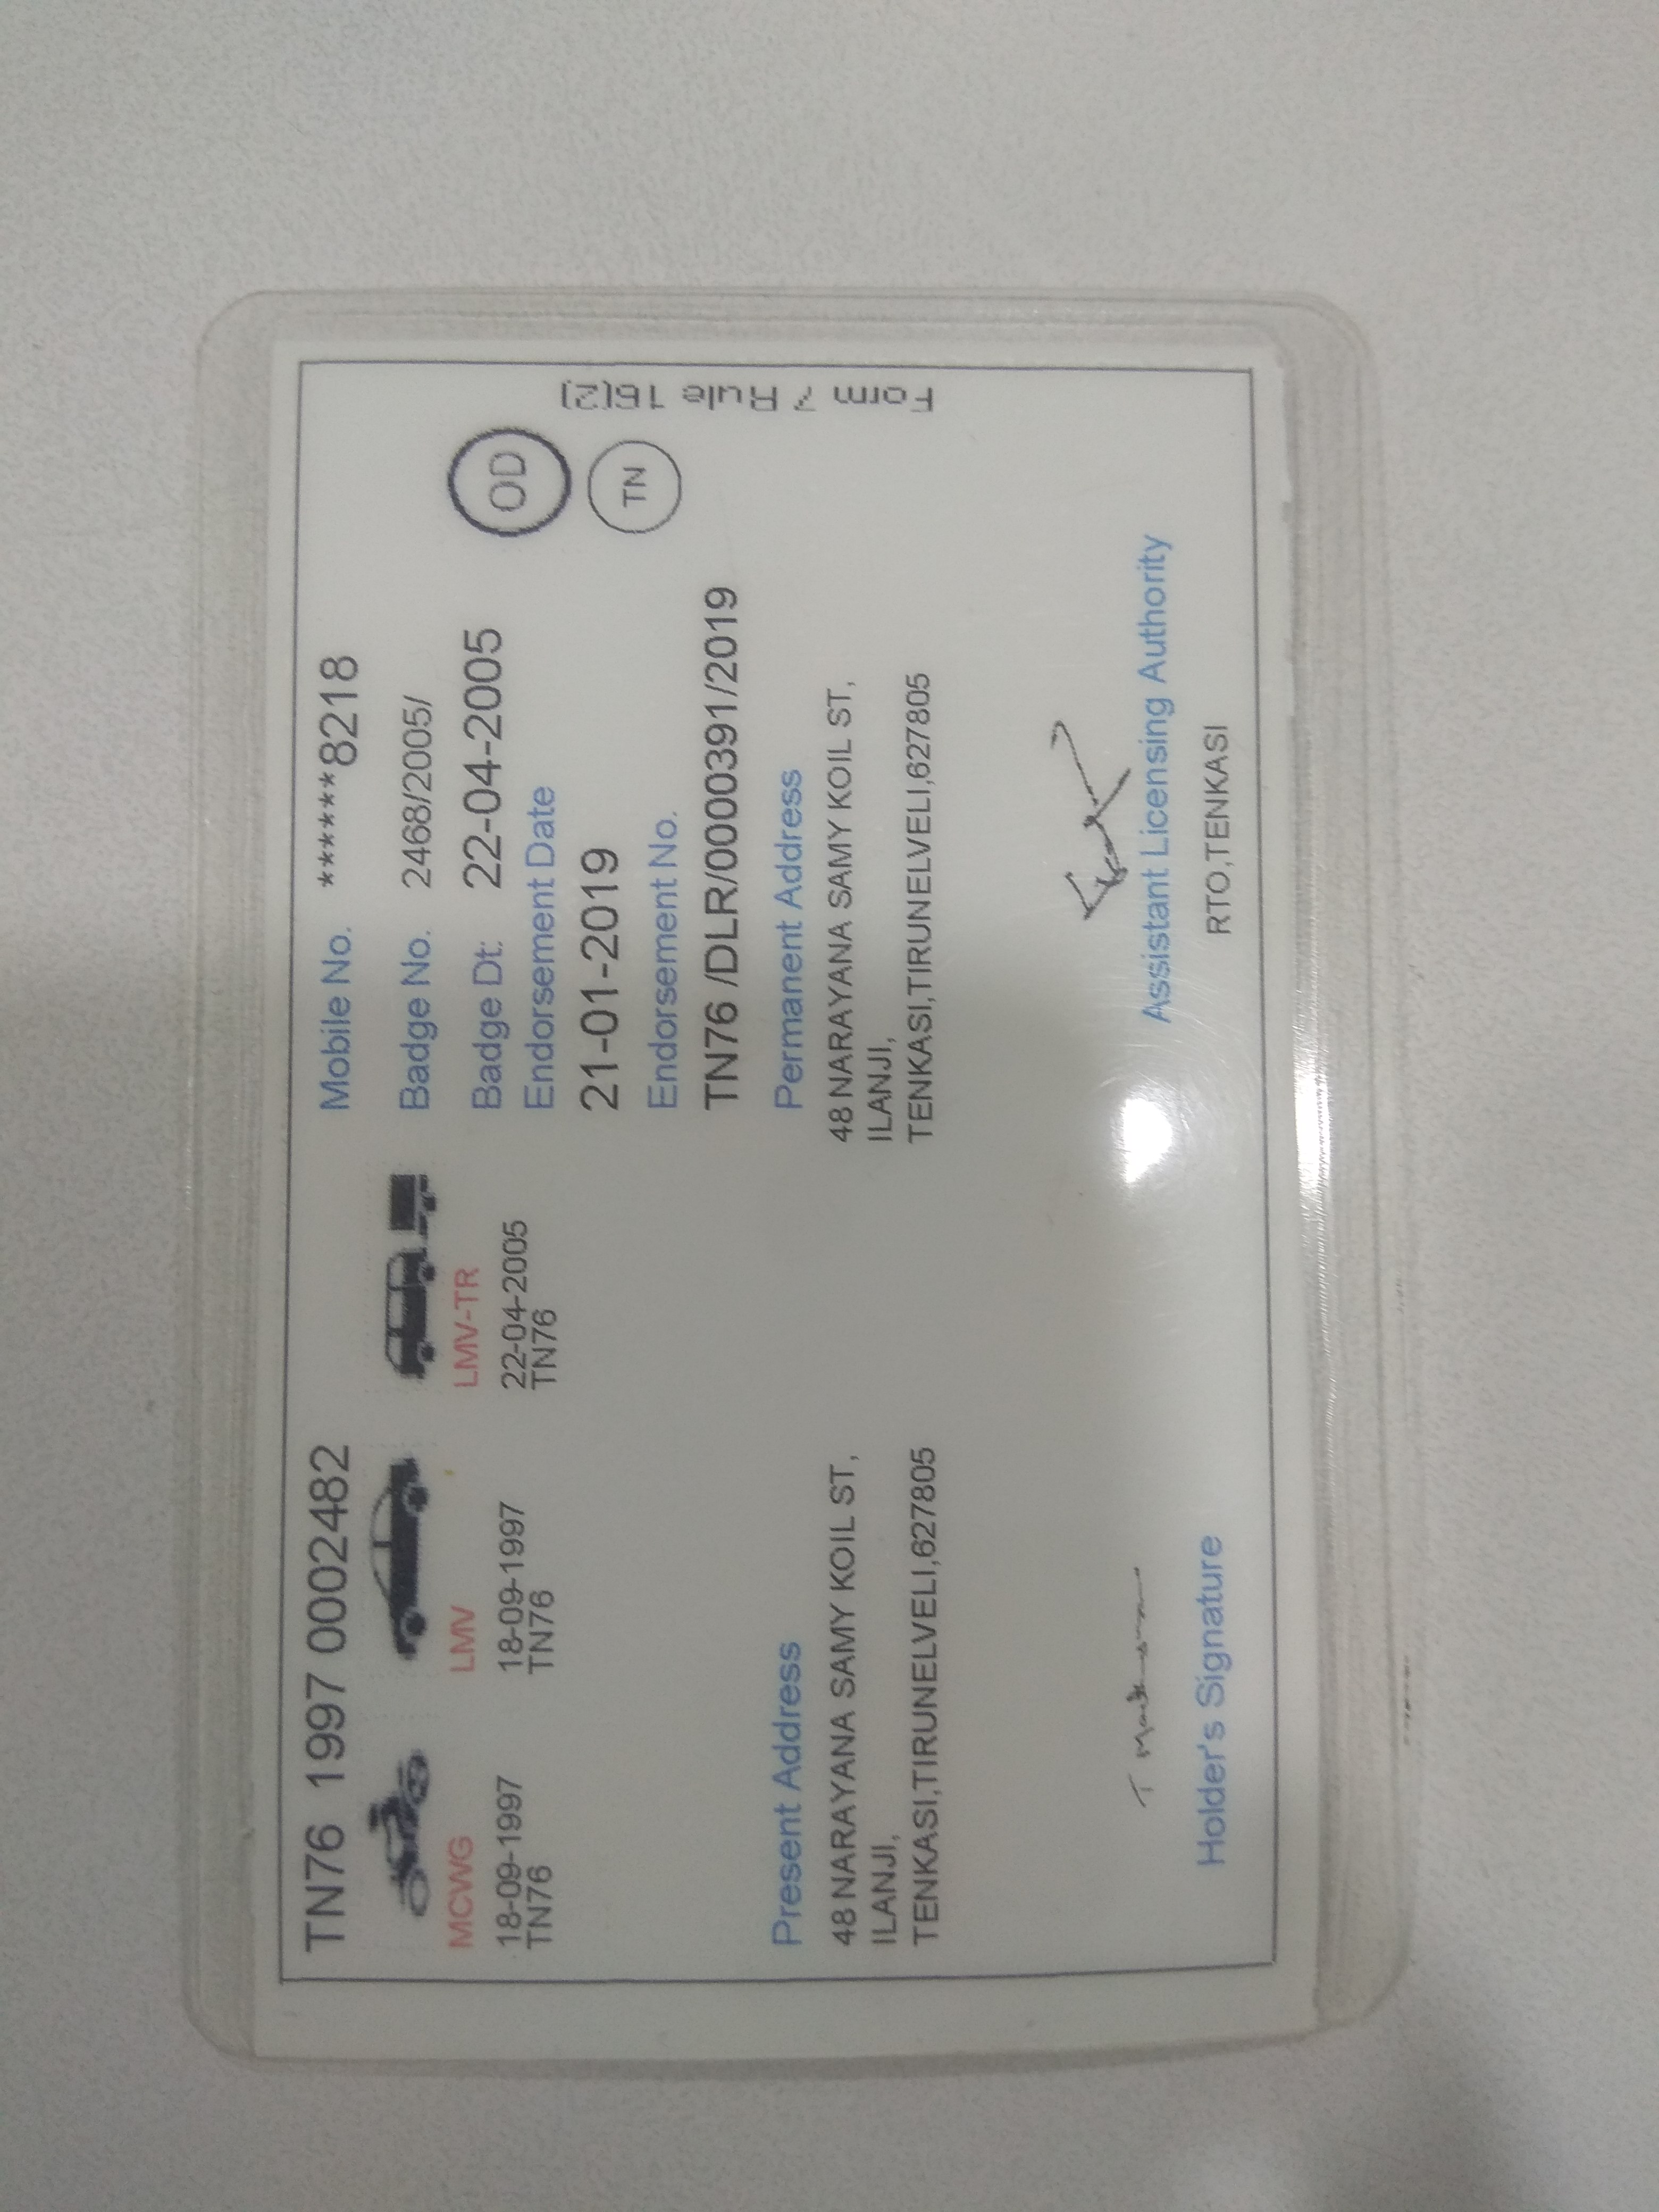 TN76 1997 0002482
MCWG
18-09-1997
TN76
LMV
18-09-1997
TN76
LMV-TR
22-04-2005
TN76
Mobile No. ******8218
Badge No. 2468/2005/
Badge Dt: 22-04-2005
Endorsement Date
21-01-2019
Endorsement No.
TN76 /DLR/0000391/2019
OD
TN
Form 7 Rule 16(2)
Present Address
48 NARAYANA SAMY KOIL ST,
ILANJI,
TENKASI,TIRUNELVELI,627805
Permanent Address
48 NARAYANA SAMY KOIL ST,
ILANJI,
TENKASI,TIRUNELVELI,627805
Holder's Signature
Assistant Licensing Authority
RTO,TENKASI